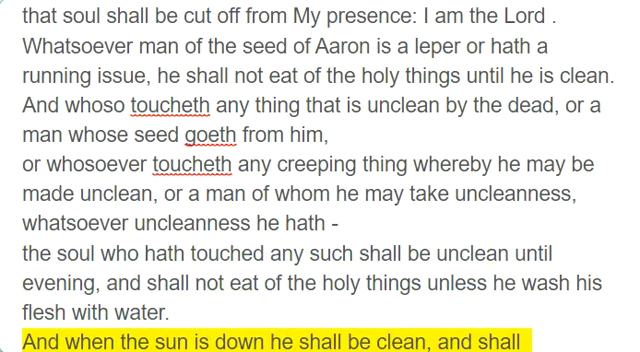 that soul shall be cut off from My presence: I am the Lord .
Whatsoever man of the seed of Aaron is a leper or hath a
running issue, he shall not eat of the holy things until he is clean.
And whoso toucheth any thing that is unclean by the dead, or a
man whose seed goeth from him,
or whosoever toucheth any creeping thing whereby he may be
made unclean, or a man of whom he may take uncleanness,
whatsoever uncleanness he hath -
the soul who hath touched any such shall be unclean until
evening, and shall not eat of the holy things unless he wash his
flesh with water.
And when the sun is down he shall be clean, and shall